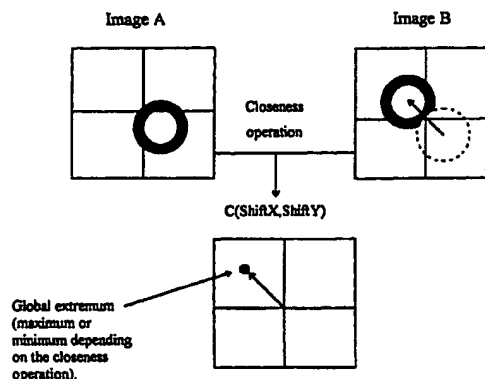 Image A
Image B
Closeness
operation
C(ShiftX,ShiftY)
Global extremum
(maximum or
minimum depending
on the closeness
operation).